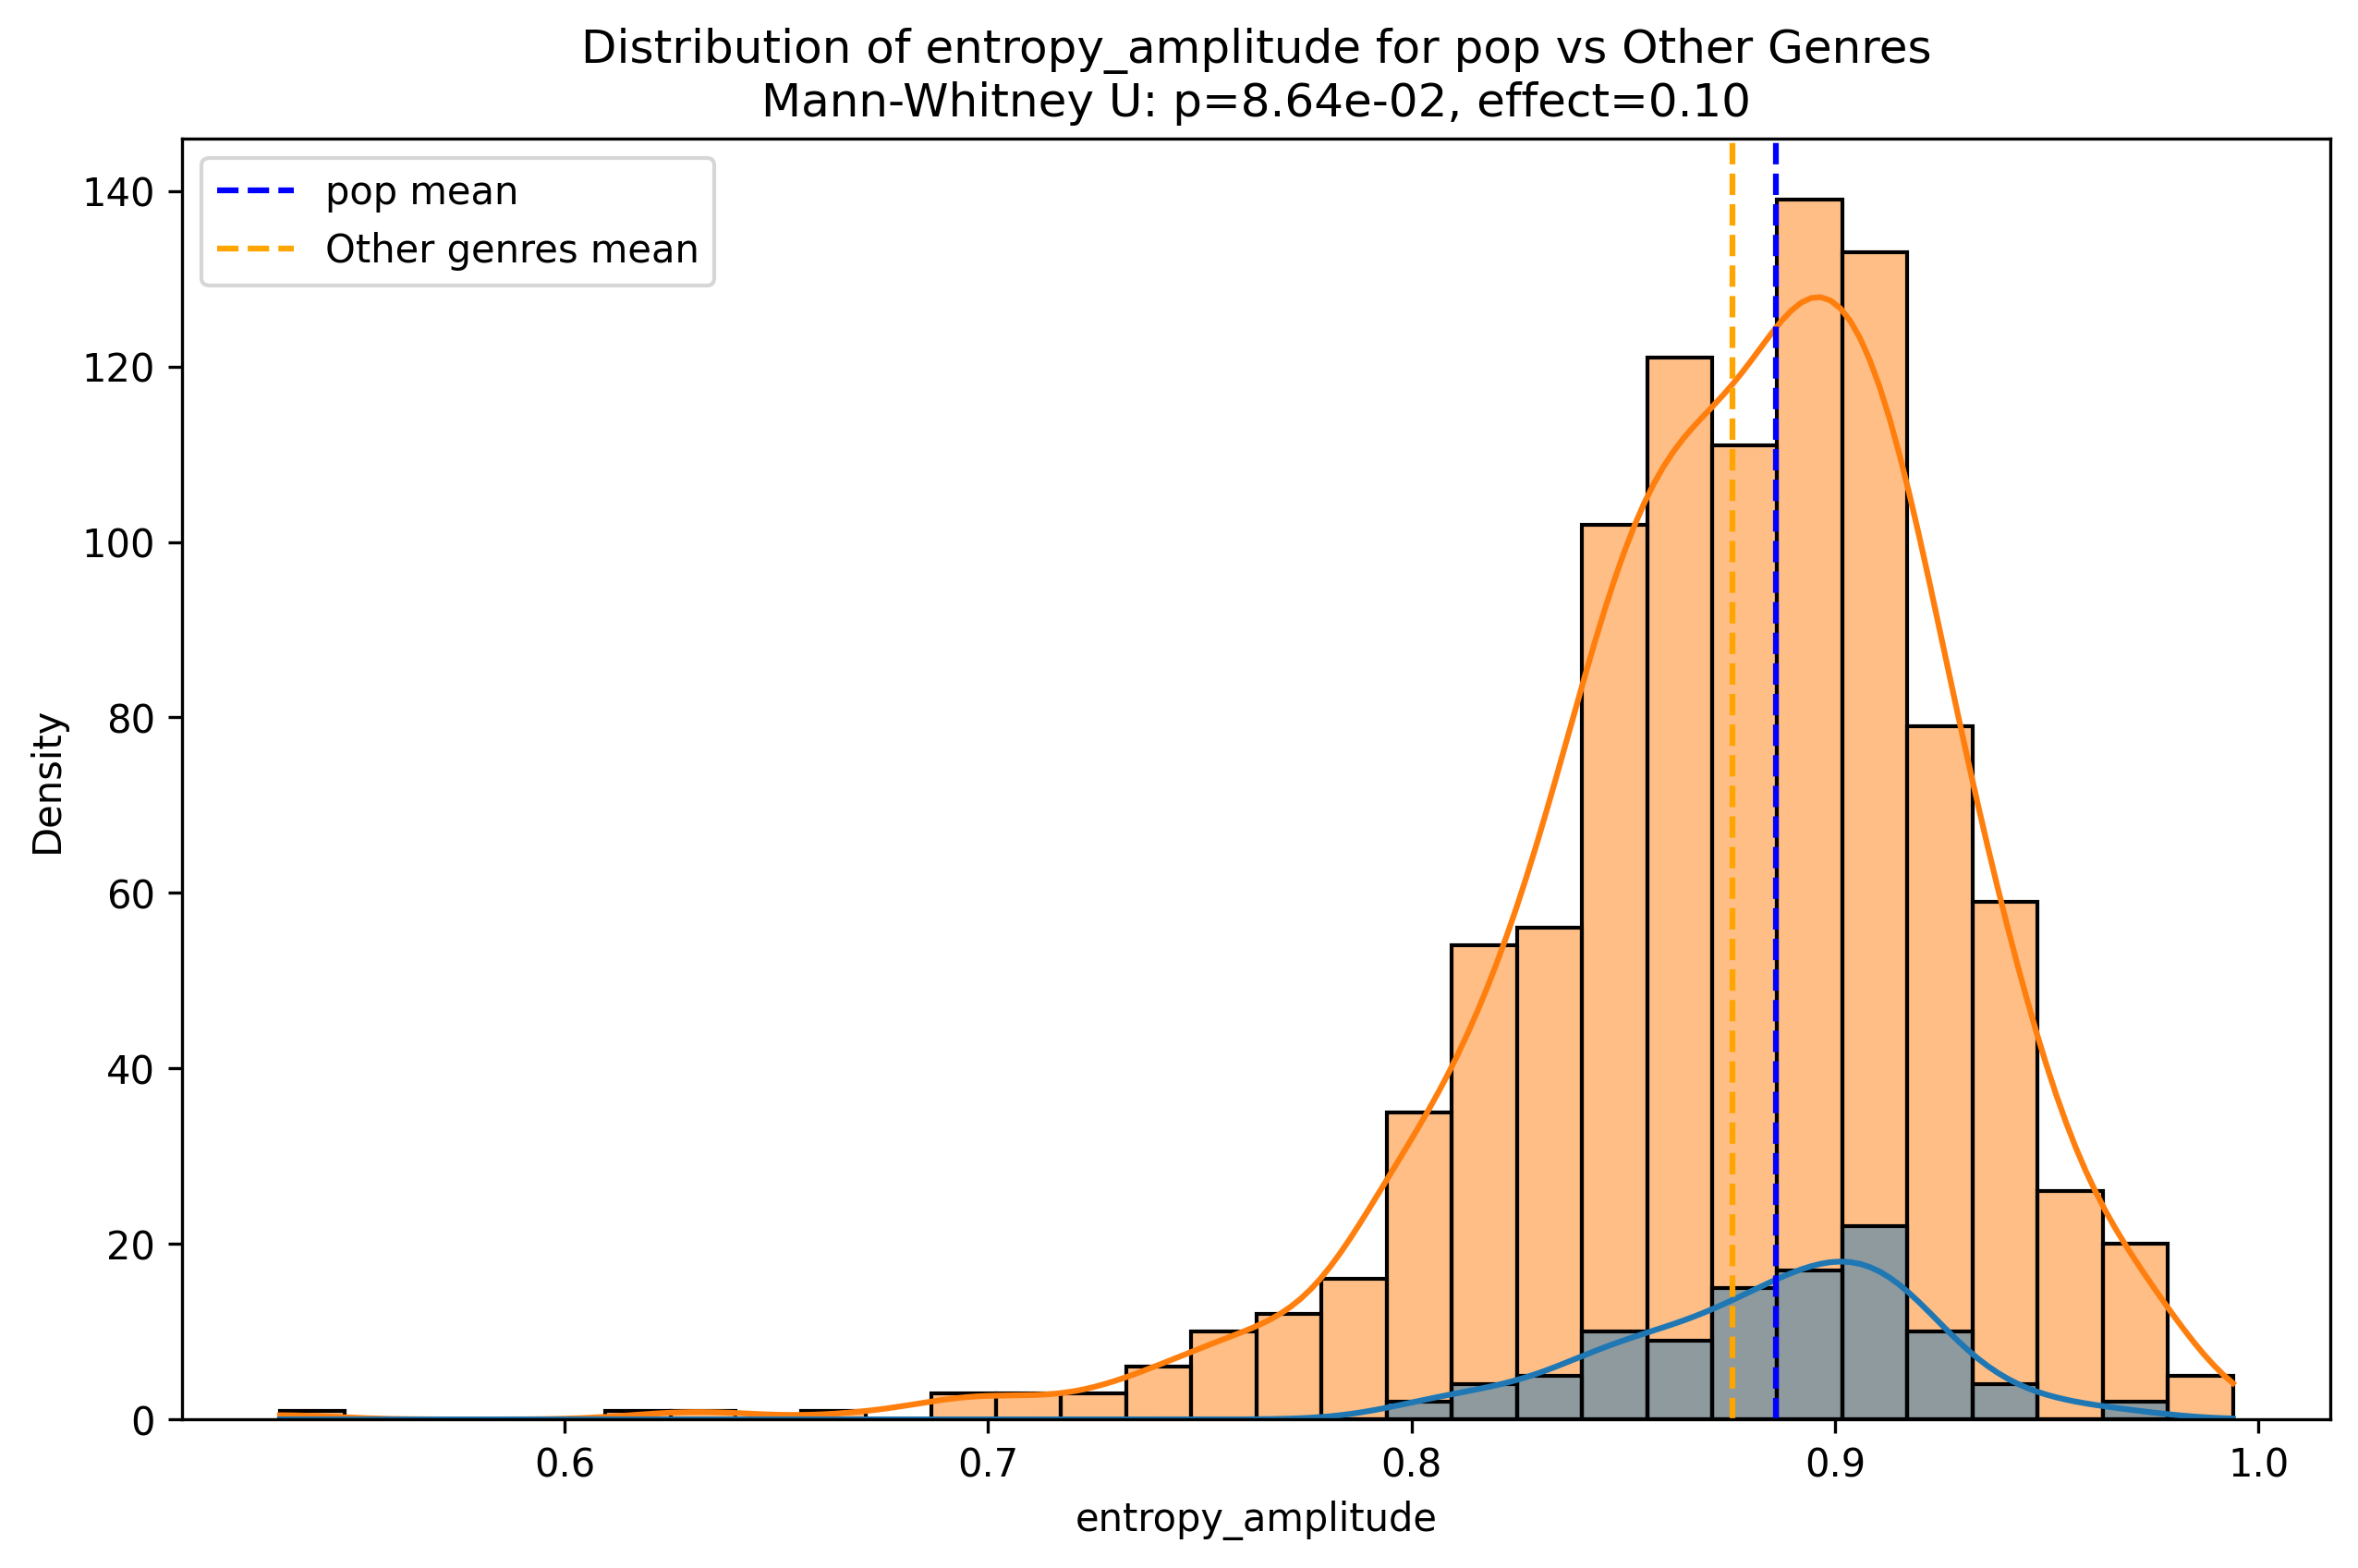 Distribution of entropy_amplitude for pop vs Other Genres
Mann-Whitney U: p=8.64e-02, effect=0.10
pop mean
Other genres mean
Density
140
120
100
80
60
40
20
0
0.6 0.7 0.8 0.9 1.0
entropy_amplitude